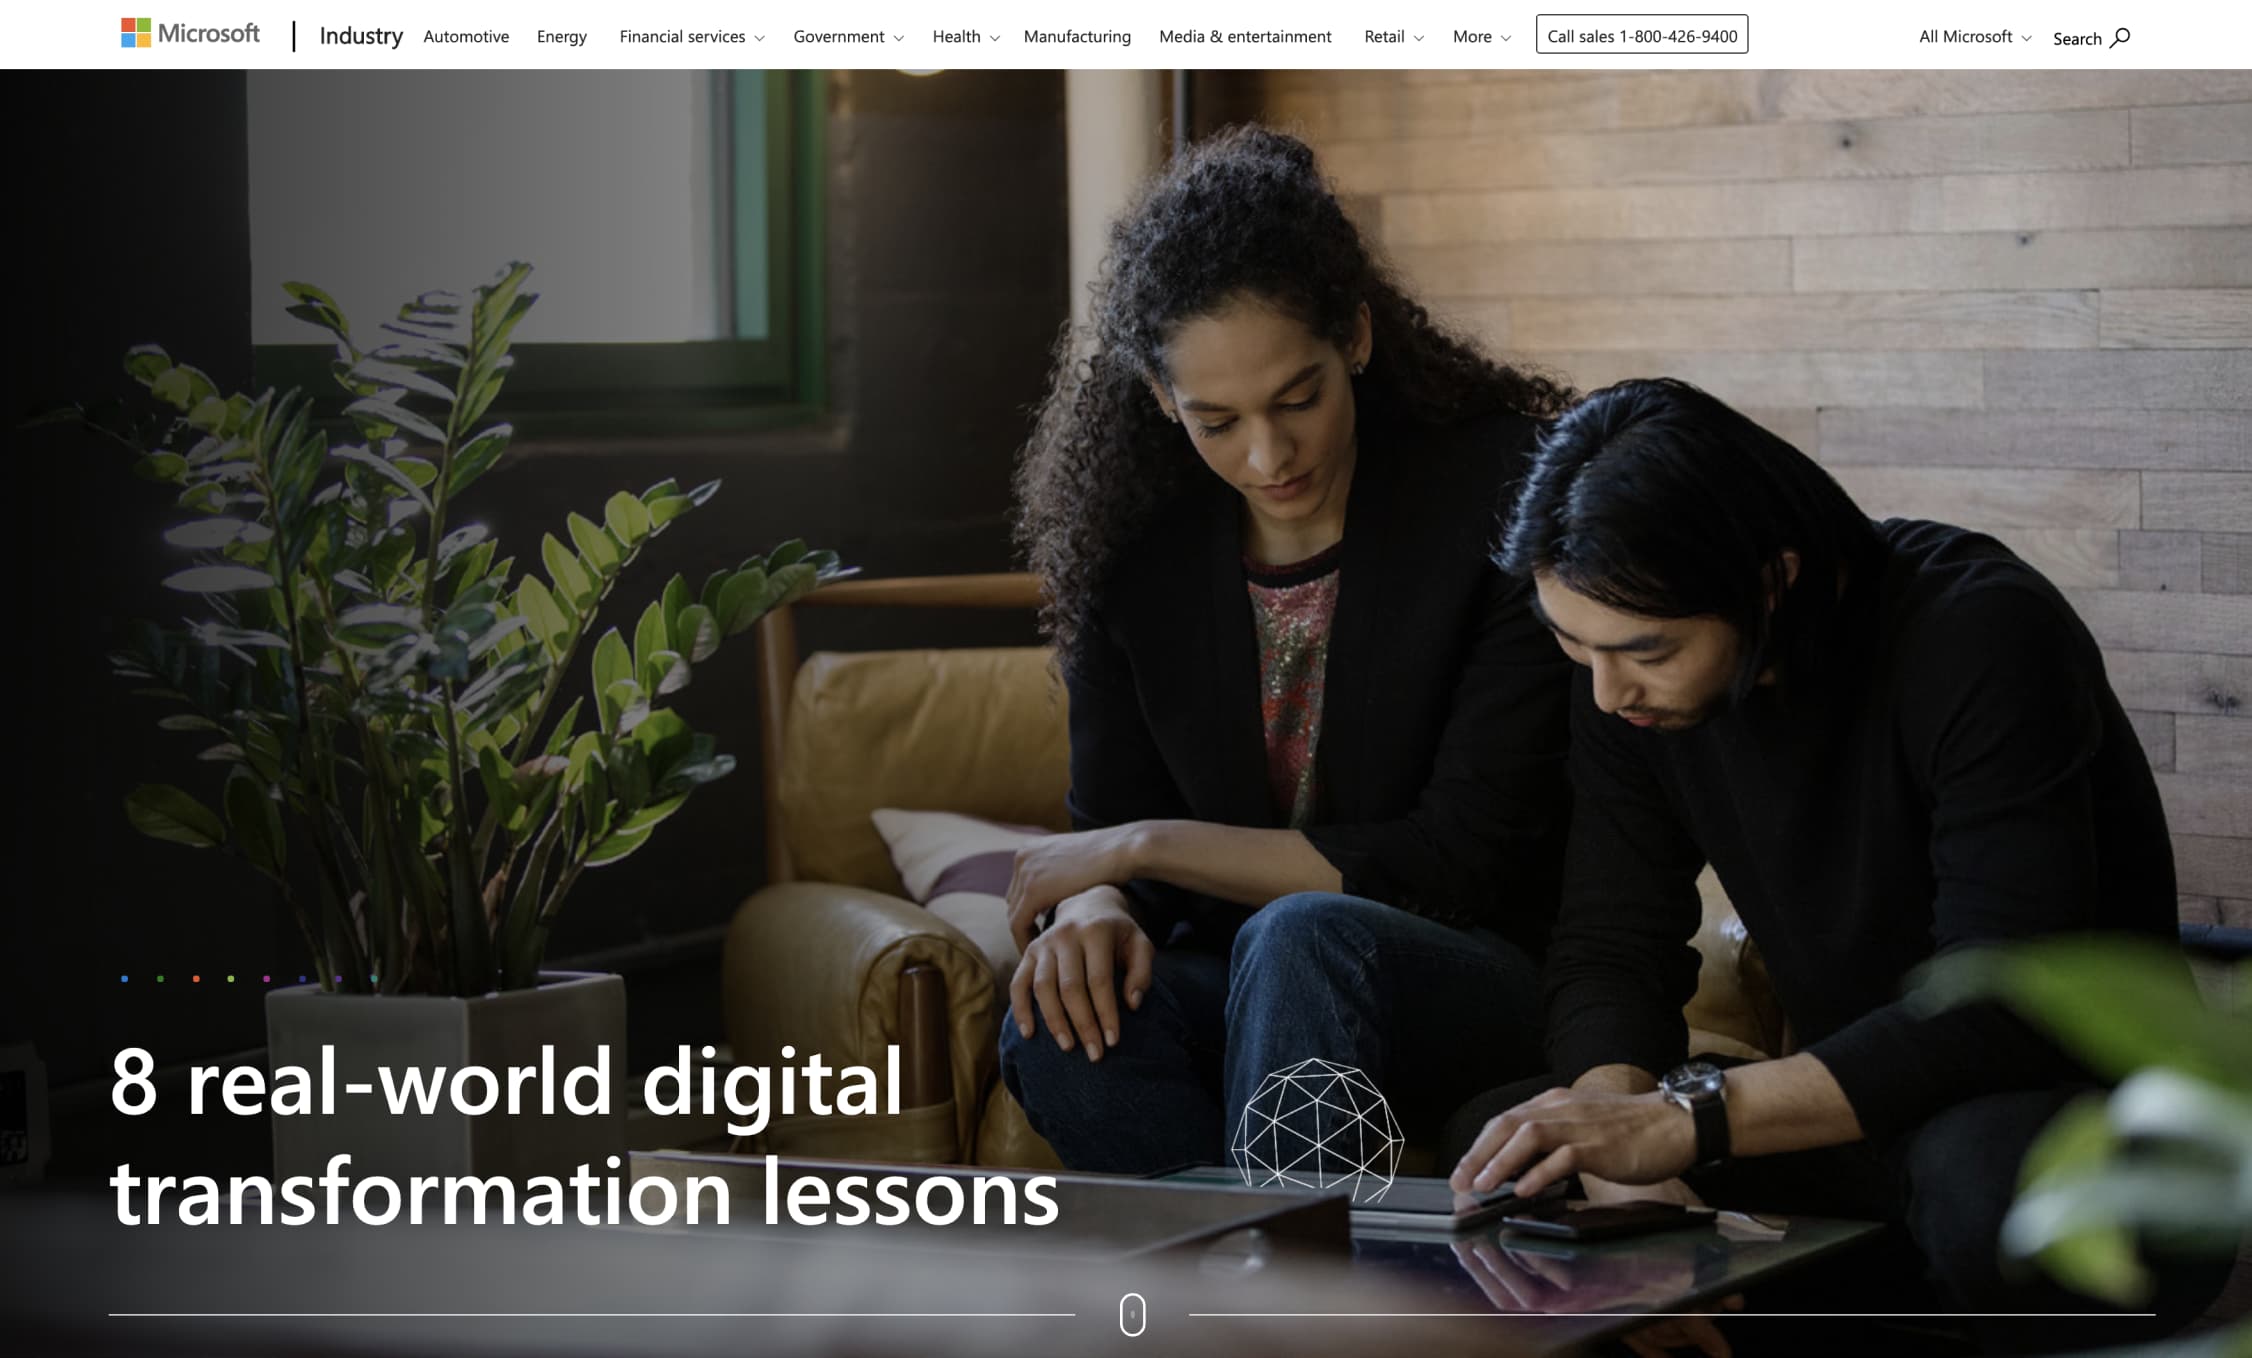 Microsoft Industry Automotive Energy Financial services Government Health Manufacturing Media & entertainment Retail More Call sales 1-800-426-9400 All Microsoft Search
8 real-world digital
transformation lessons